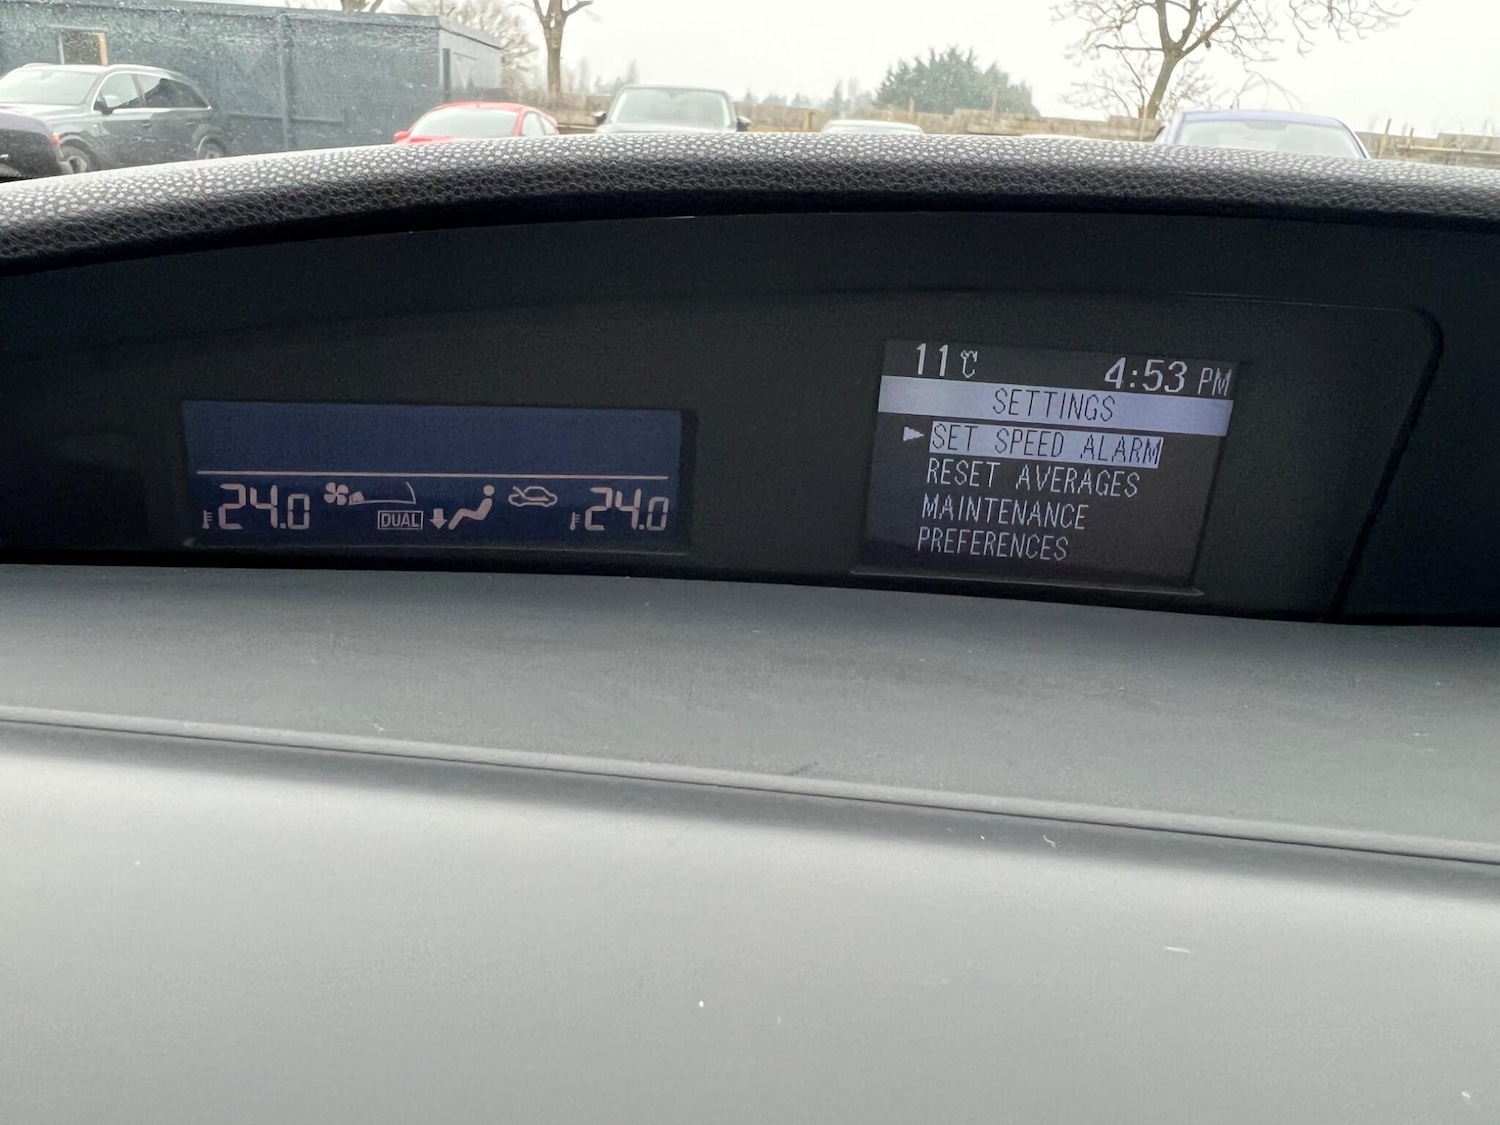 11°C 4:53 PM
SETTINGS
SET SPEED ALARM
RESET AVERAGES
MAINTENANCE
PREFERENCES
24.0 DUAL 24.0